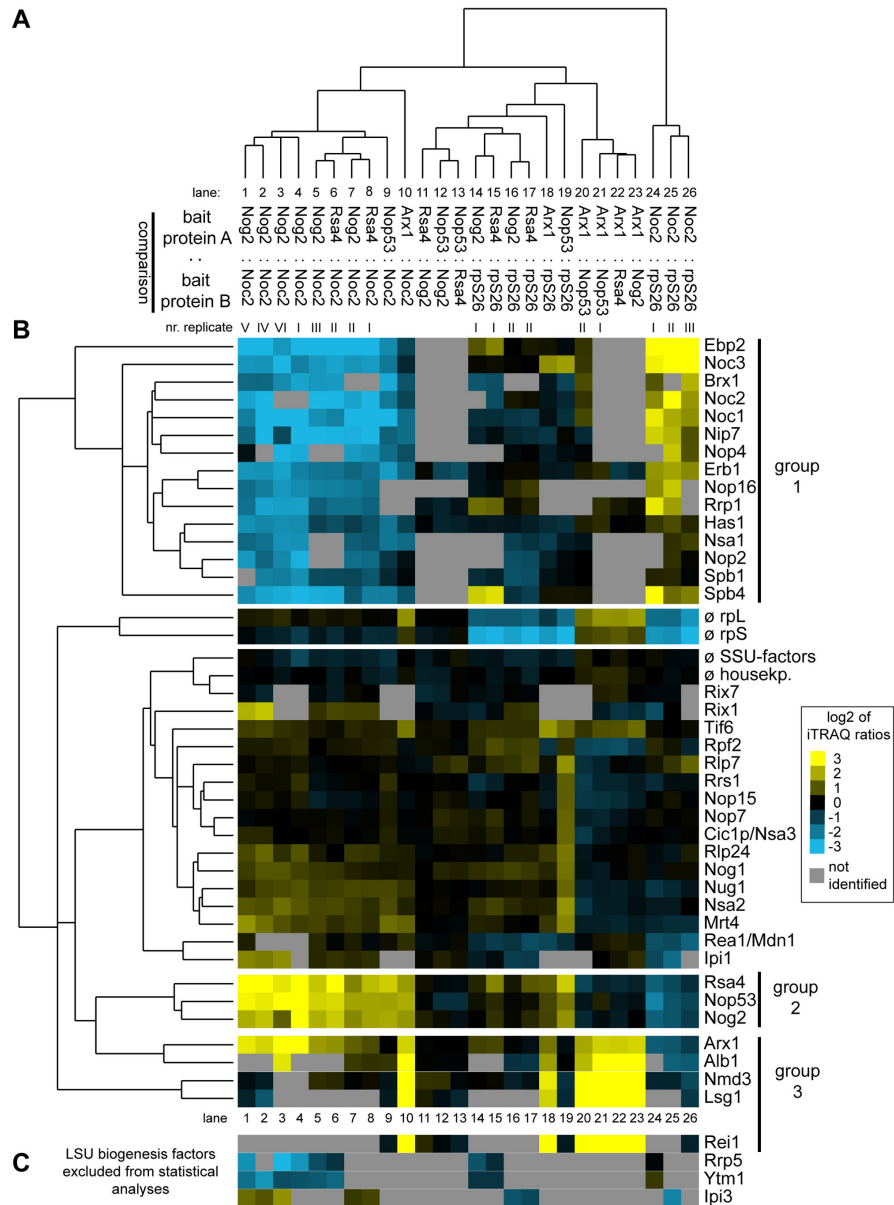 A
lane: 1 2 3 4 5 6 7 8 9 10 11 12 13 14 15 16 17 18 19 20 21 22 23 24 25 26
comparison
bait protein A
: :
bait protein B
Nog2 : Noc2
Nog2 : Noc2
Nog2 : Noc2
Nog2 : Noc2
Nog2 : Noc2
Rsa4 : Noc2
Nog2 : Noc2
Rsa4 : Noc2
Nop53 : Noc2
Arx1 : Noc2
Rsa4 : Nog2
Nop53 : Nog2
Nop53 : Rsa4
Nog2 : rpS26
Rsa4 : rpS26
Nog2 : rpS26
Rsa4 : rpS26
Arx1 : rpS26
Nop53 : rpS26
Arx1 : Nop53
Arx1 : Nop53
Arx1 : Rsa4
Arx1 : Nog2
Noc2 : rpS26
Noc2 : rpS26
Noc2 : rpS26
B
nr. replicate V IV VI I III II II I I I II II II I I II III
Ebp2
Noc3
Brx1
Noc2
Noc1
Nip7
Nop4
Erb1
Nop16
Rrp1
Has1
Nsa1
Nop2
Spb1
Spb4
group 1
ø rpL
ø rpS
ø SSU-factors
ø housekp.
Rix7
Rix1
Tif6
Rpf2
Rlp7
Rrs1
Nop15
Nop7
Cic1p/Nsa3
Rlp24
Nog1
Nug1
Nsa2
Mrt4
Rea1/Mdn1
Ipi1
log2 of
iTRAQ ratios
3
2
1
0
-1
-2
-3
not
identified
Rsa4
Nop53
Nog2
group 2
Arx1
Alb1
Nmd3
Lsg1
group 3
lane 1 2 3 4 5 6 7 8 9 10 11 12 13 14 15 16 17 18 19 20 21 22 23 24 25 26
Rei1
C
LSU biogenesis factors
excluded from statistical
analyses
Rrp5
Ytm1
Ipi3